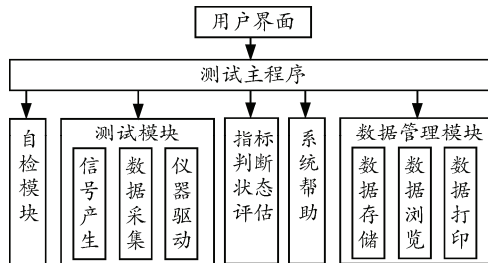 用户界面
测试主程序
自检模块
测试模块
信号产生
数据采集
仪器驱动
指标
判断
状态
评估
系统帮助
数据管理模块
数据存储
数据浏览
数据打印